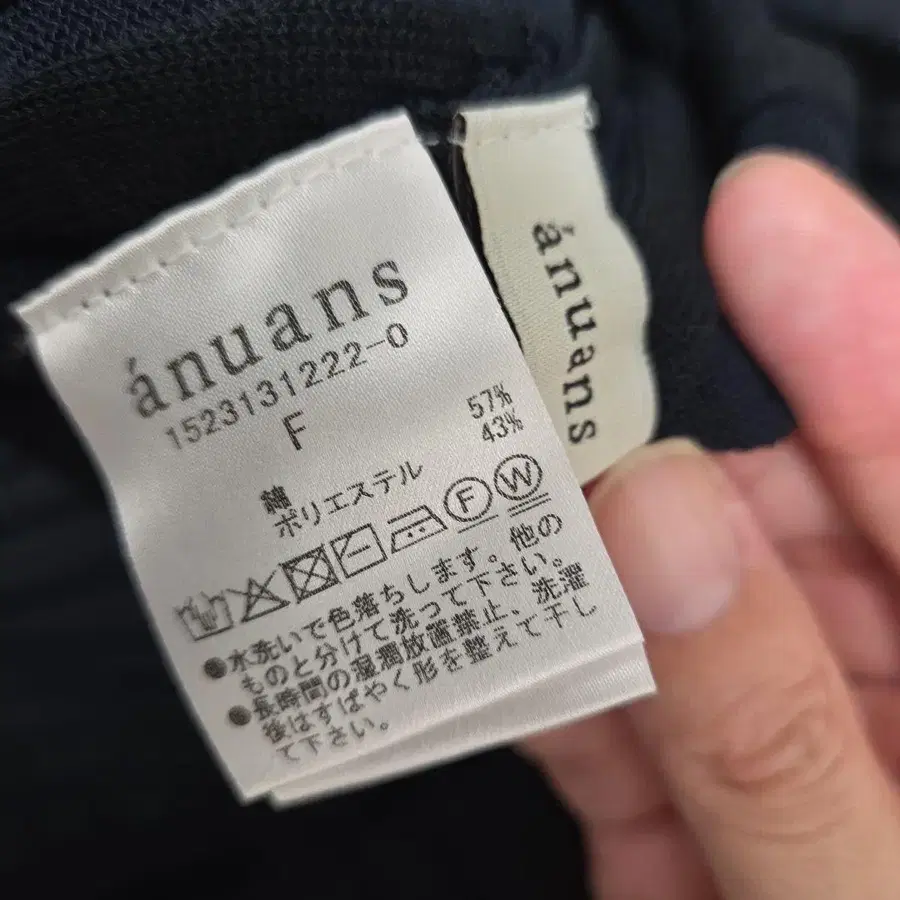 ánuans
1523131222-0
F
綿 57%
ポリエステル 43%
F W
●水洗いで色落ちします。他の
ものと分けて洗って下さい。
●長時間の湿潤放置禁止、洗濯
後はすばやく形を整えて干し
て下さい。
ánuans